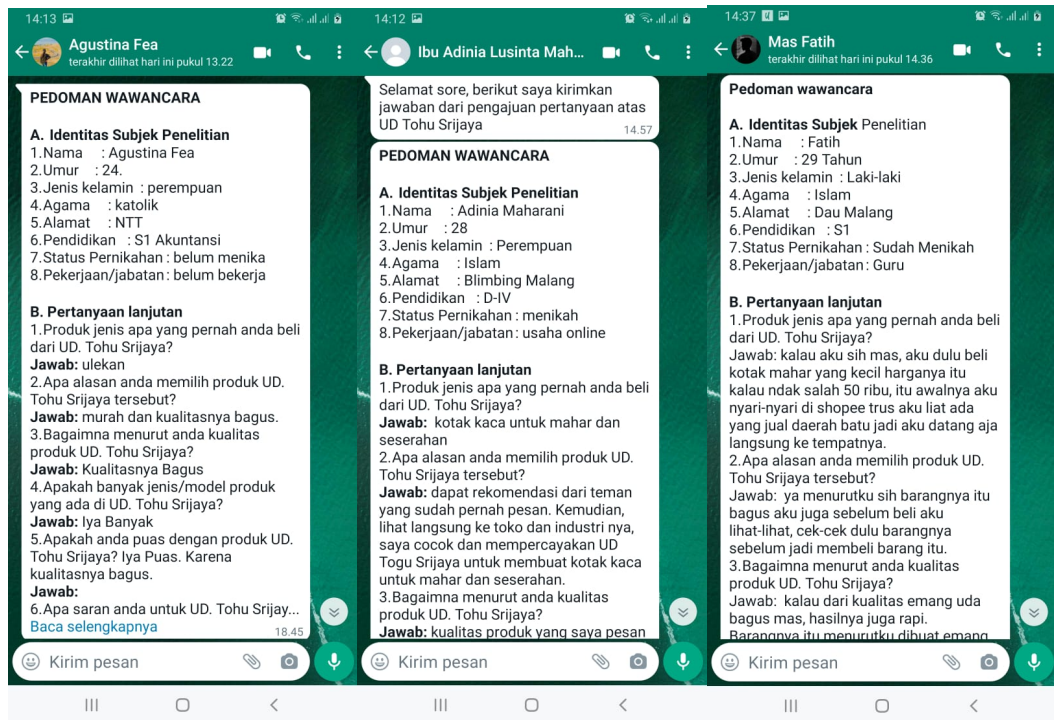 14:13
Agustina Fea
terakhir dilihat hari ini pukul 13.22
PEDOMAN WAWANCARA
A. Identitas Subjek Penelitian
1.Nama : Agustina Fea
2.Umur : 24.
3.Jenis kelamin : perempuan
4.Agama : katolik
5.Alamat : NTT
6.Pendidikan : S1 Akuntansi
7.Status Pernikahan : belum menika
8.Pekerjaan/jabatan : belum bekerja
B. Pertanyaan lanjutan
1.Produk jenis apa yang pernah anda beli
dari UD. Tohu Srijaya?
Jawab: ulekan
2.Apa alasan anda memilih produk UD.
Tohu Srijaya tersebut?
Jawab: murah dan kualitasnya bagus.
3.Bagaimna menurut anda kualitas
produk UD. Tohu Srijaya?
Jawab: Kualitasnya Bagus
4.Apakah banyak jenis/model produk
yang ada di UD. Tohu Srijaya?
Jawab: Iya Banyak
5.Apakah anda puas dengan produk UD.
Tohu Srijaya? Iya Puas. Karena
kualitasnya bagus.
Jawab:
6.Apa saran anda untuk UD. Tohu Srijay...
Baca selengkapnya
18.45
Kirim pesan
14:12
Ibu Adinia Lusinta Mah...
Selamat sore, berikut saya kirimkan
jawaban dari pengajuan pertanyaan atas
UD Tohu Srijaya
14.57
PEDOMAN WAWANCARA
A. Identitas Subjek Penelitian
1.Nama : Adinia Maharani
2.Umur : 28
3.Jenis kelamin : Perempuan
4.Agama : Islam
5.Alamat : Blimbing Malang
6.Pendidikan : D-IV
7.Status Pernikahan : menikah
8.Pekerjaan/jabatan : usaha online
B. Pertanyaan lanjutan
1.Produk jenis apa yang pernah anda beli
dari UD. Tohu Srijaya?
Jawab: kotak kaca untuk mahar dan
seserahan
2.Apa alasan anda memilih produk UD.
Tohu Srijaya tersebut?
Jawab: dapat rekomendasi dari teman
yang sudah pernah pesan. Kemudian,
lihat langsung ke toko dan industri nya,
saya cocok dan mempercayakan UD
Togu Srijaya untuk membuat kotak kaca
untuk mahar dan seserahan.
3.Bagaimna menurut anda kualitas
produk UD. Tohu Srijaya?
Jawab: kualitas produk yang saya pesan
Kirim pesan
14:37
Mas Fatih
terakhir dilihat hari ini pukul 14.36
Pedoman wawancara
A. Identitas Subjek Penelitian
1.Nama : Fatih
2.Umur : 29 Tahun
3.Jenis kelamin : Laki-laki
4.Agama : Islam
5.Alamat : Dau Malang
6.Pendidikan : S1
7.Status Pernikahan : Sudah Menikah
8.Pekerjaan/jabatan : Guru
B. Pertanyaan lanjutan
1.Produk jenis apa yang pernah anda beli
dari UD. Tohu Srijaya?
Jawab: kalau aku sih mas, aku dulu beli
kotak mahar yang kecil harganya itu
kalau ndak salah 50 ribu, itu awalnya aku
nyari-nyari di shopee trus aku liat ada
yang jual daerah batu jadi aku datang aja
langsung ke tempatnya.
2.Apa alasan anda memilih produk UD.
Tohu Srijaya tersebut?
Jawab: ya menurutku sih barangnya itu
bagus aku juga sebelum beli aku
lihat-lihat, cek-cek dulu barangnya
sebelum jadi membeli barang itu.
3.Bagaimna menurut anda kualitas
produk UD. Tohu Srijaya?
Jawab: kalau dari kualitas emang uda
bagus mas, hasilnya juga rapi.
Barangnya itu menurutku dibuat emang
Kirim pesan